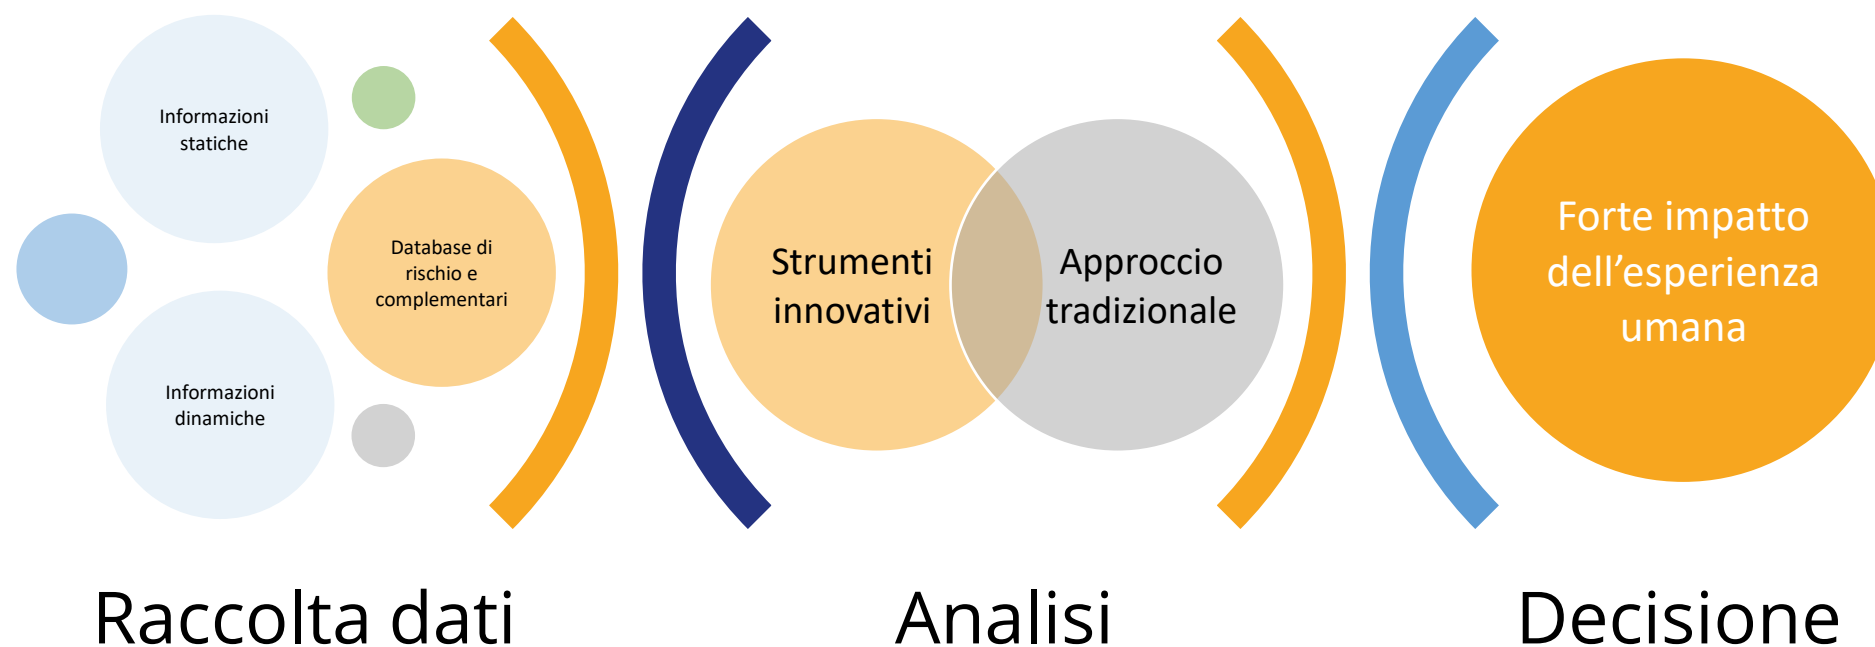 Informazioni
statiche
Database di
rischio e
complementari
Informazioni
dinamiche
Raccolta dati
Strumenti
innovativi
Approccio
tradizionale
Analisi
Forte impatto
dell’esperienza
umana
Decisione